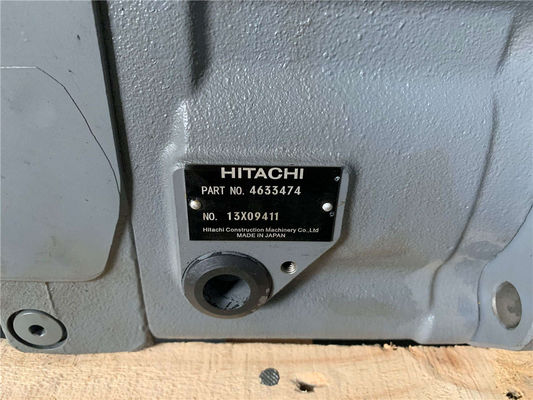 HITACHI
PART NO. 4633474
NO. 13X09411
Hitachi Construction Machinery Co.,Ltd
MADE IN JAPAN